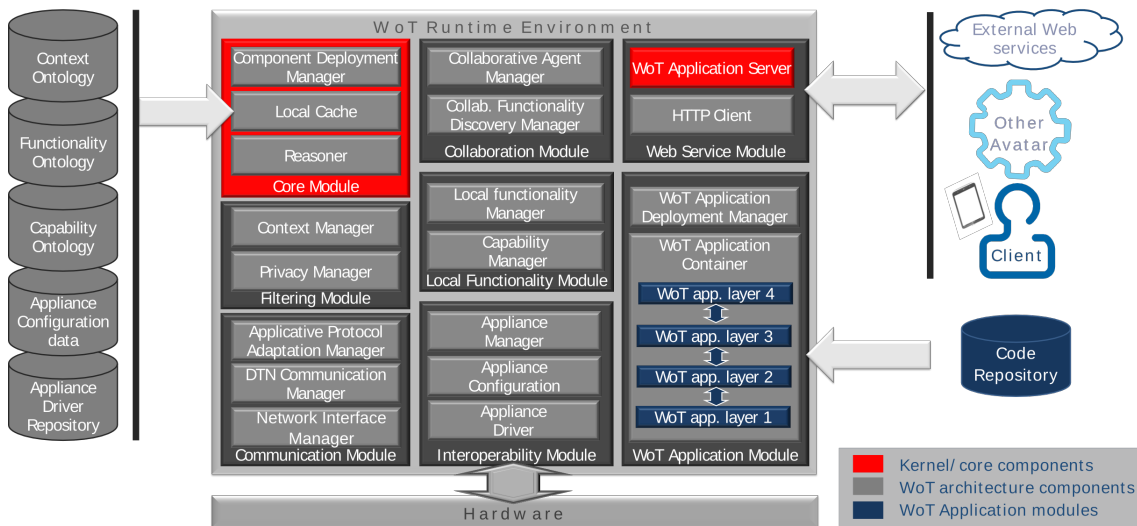 Context
Ontology
Functionality
Ontology
Capability
Ontology
Appliance
Configuration
data
Appliance
Driver
Repository
WoT Runtime Environment
Component Deployment
Manager
Local Cache
Reasoner
Core Module
Context Manager
Privacy Manager
Filtering Module
Applicative Protocol
Adaptation Manager
DTN Communication
Manager
Network Interface
Manager
Communication Module
Collaborative Agent
Manager
Collab. Functionality
Discovery Manager
Collaboration Module
Local functionality
Manager
Capability
Manager
Local Functionality Module
Appliance
Manager
Appliance
Configuration
Appliance
Driver
Interoperability Module
WoT Application Server
HTTP Client
Web Service Module
WoT Application
Deployment Manager
WoT Application
Container
WoT app. layer 4
WoT app. layer 3
WoT app. layer 2
WoT app. layer 1
WoT Application Module
Hardware
External Web
services
Other
Avatar
Client
Code
Repository
Kernel/ core components
WoT architecture components
WoT Application modules